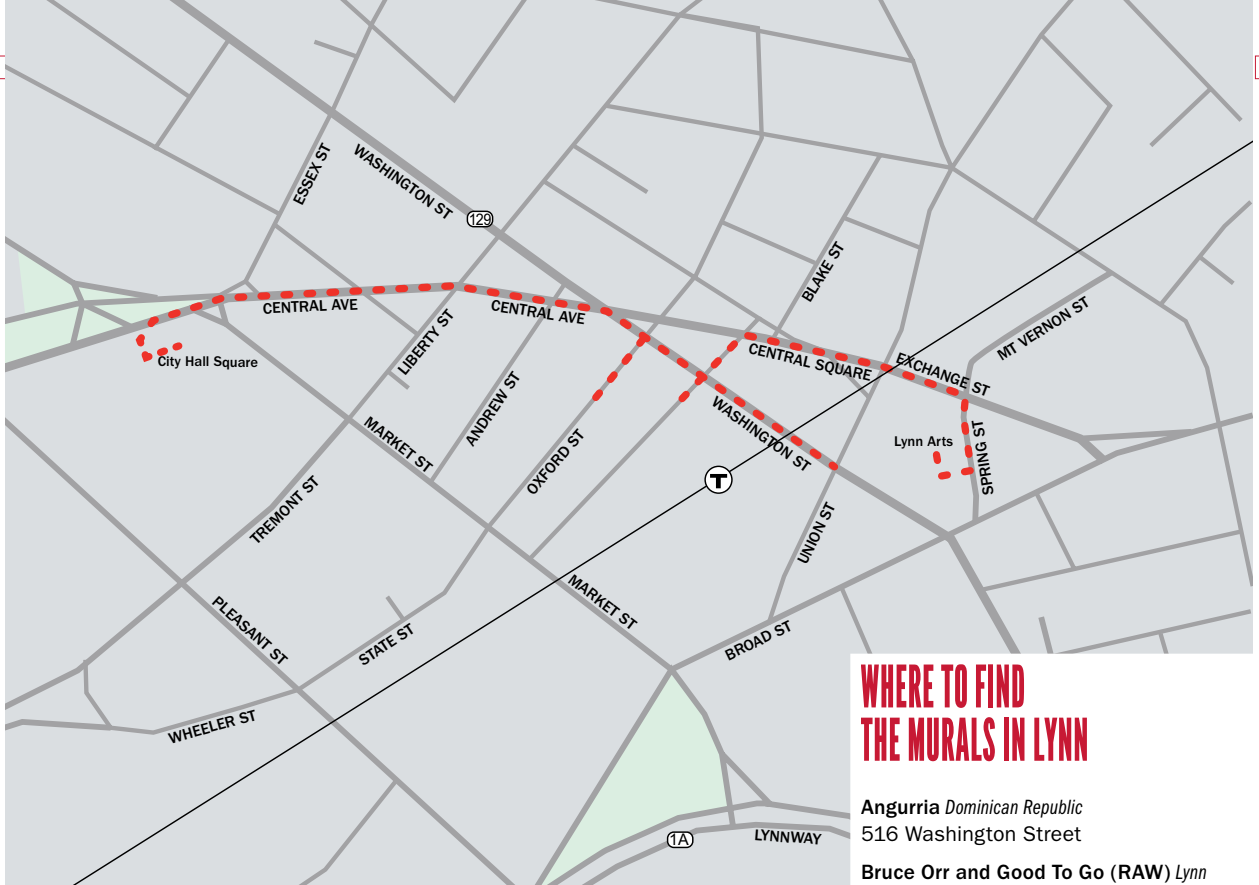 ESSEX ST
WASHINGTON ST
129
BLAKE ST
CENTRAL AVE
CENTRAL AVE
MT VERNON ST
City Hall Square
LIBERTY ST
CENTRAL SQUARE
EXCHANGE ST
ANDREW ST
MARKET ST
WASHINGTON ST
Lynn Arts
SPRING ST
OXFORD ST
T
TREMONT ST
UNION ST
MARKET ST
PLEASANT ST
STATE ST
BROAD ST
WHEELER ST
1A
LYNNWAY
WHERE TO FIND
THE MURALS IN LYNN
Angurria Dominican Republic
516 Washington Street
Bruce Orr and Good To Go (RAW) Lynn